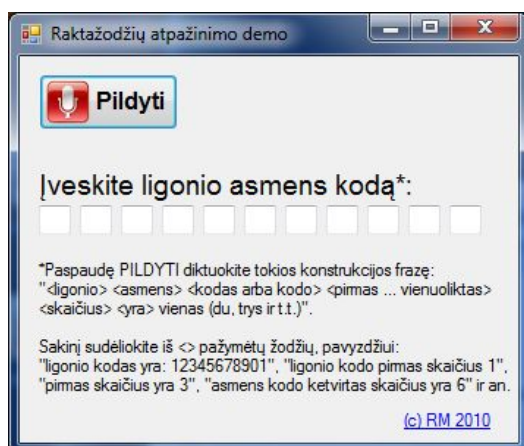 Raktažodžių atpažinimo demo
Pildyti
Įveskite ligonio asmens kodą*:
*Paspaudę PILDYTI diktuokite tokios konstrukcijos frazę:
"<ligonio> <asmens> <kodas arba kodo> <pirmas ... vienuoliktas>
<skaičius> <yra> vienas (du, trys ir t.t.)".
Sakinį sudėliokite iš <> pažymėtų žodžių, pavyzdžiui:
"ligonio kodas yra: 12345678901", "ligonio kodo pirmas skaičius 1",
"pirmas skaičius yra 3", "asmens kodo ketvirtas skaičius yra 6" ir an.
(c) RM 2010